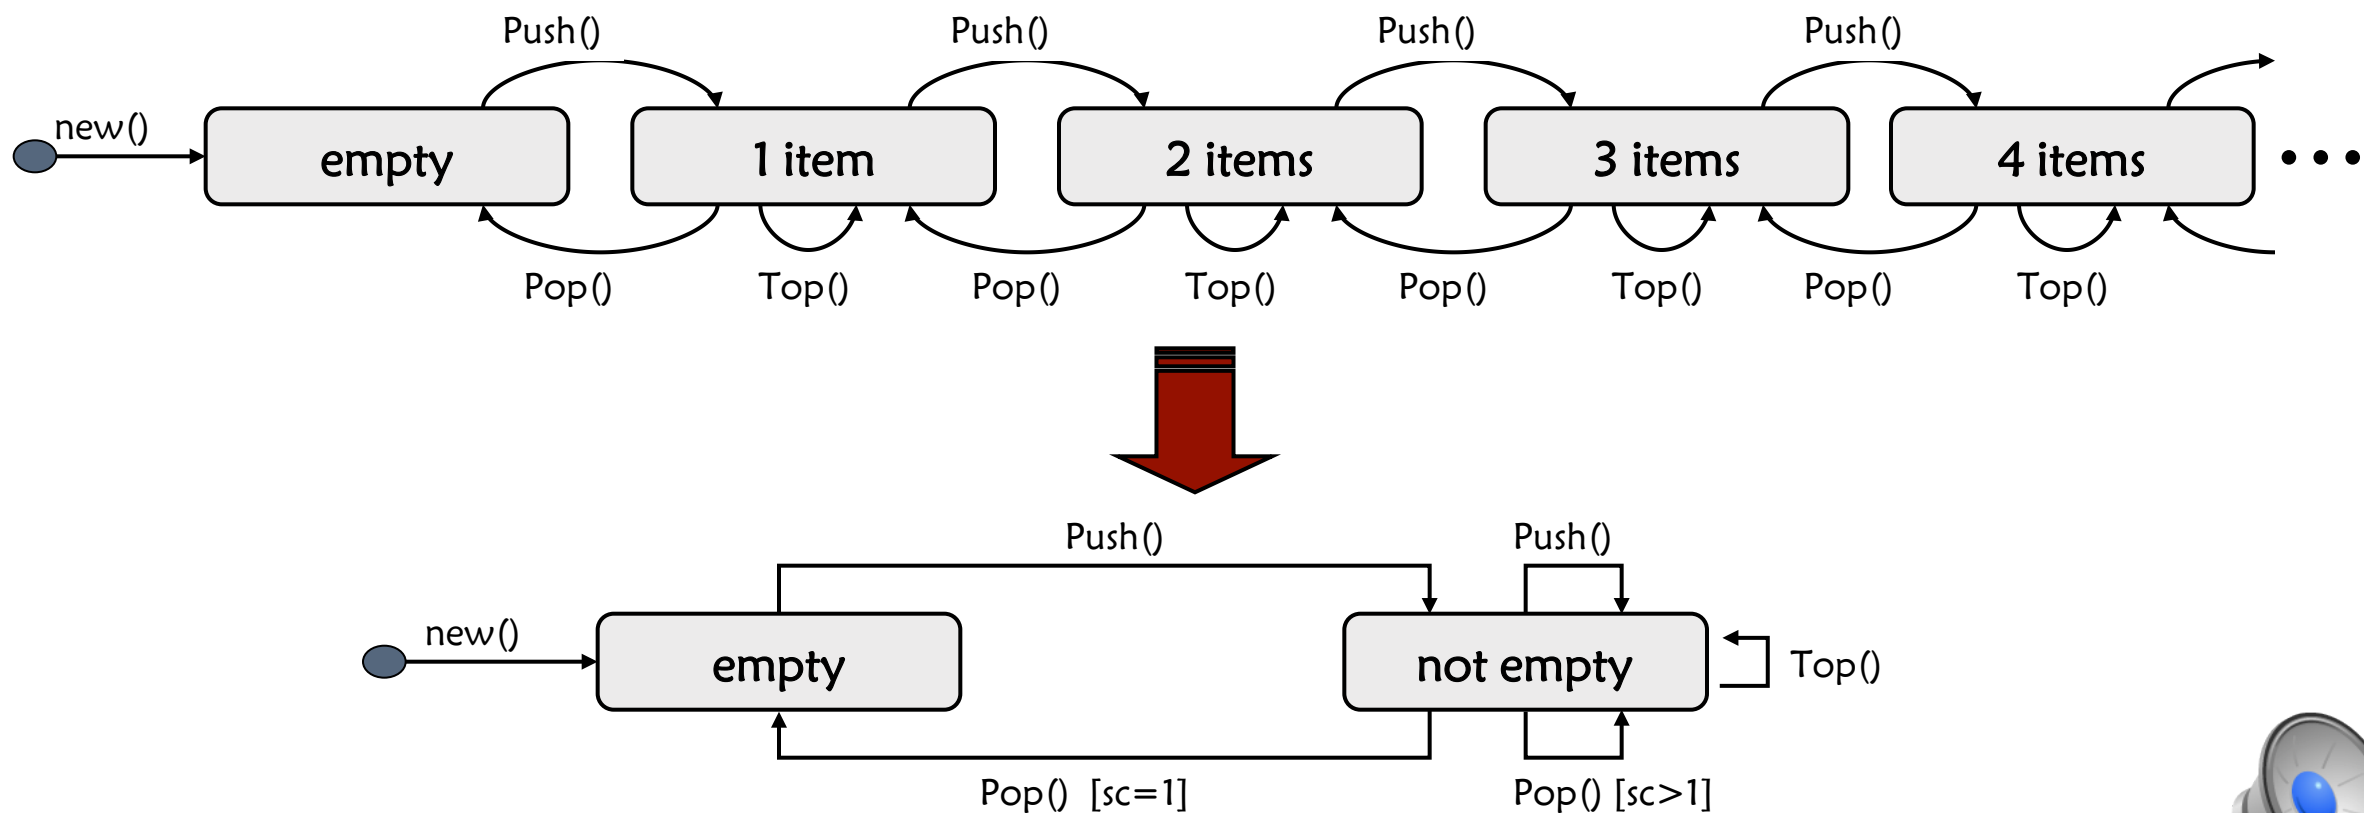 Push() Push() Push() Push()
new()
empty 1 item 2 items 3 items 4 items •••
Pop() Top() Pop() Top() Pop() Top() Pop() Top()
Push() Push()
new()
empty not empty Top()
Pop() [sc=1] Pop() [sc>1]